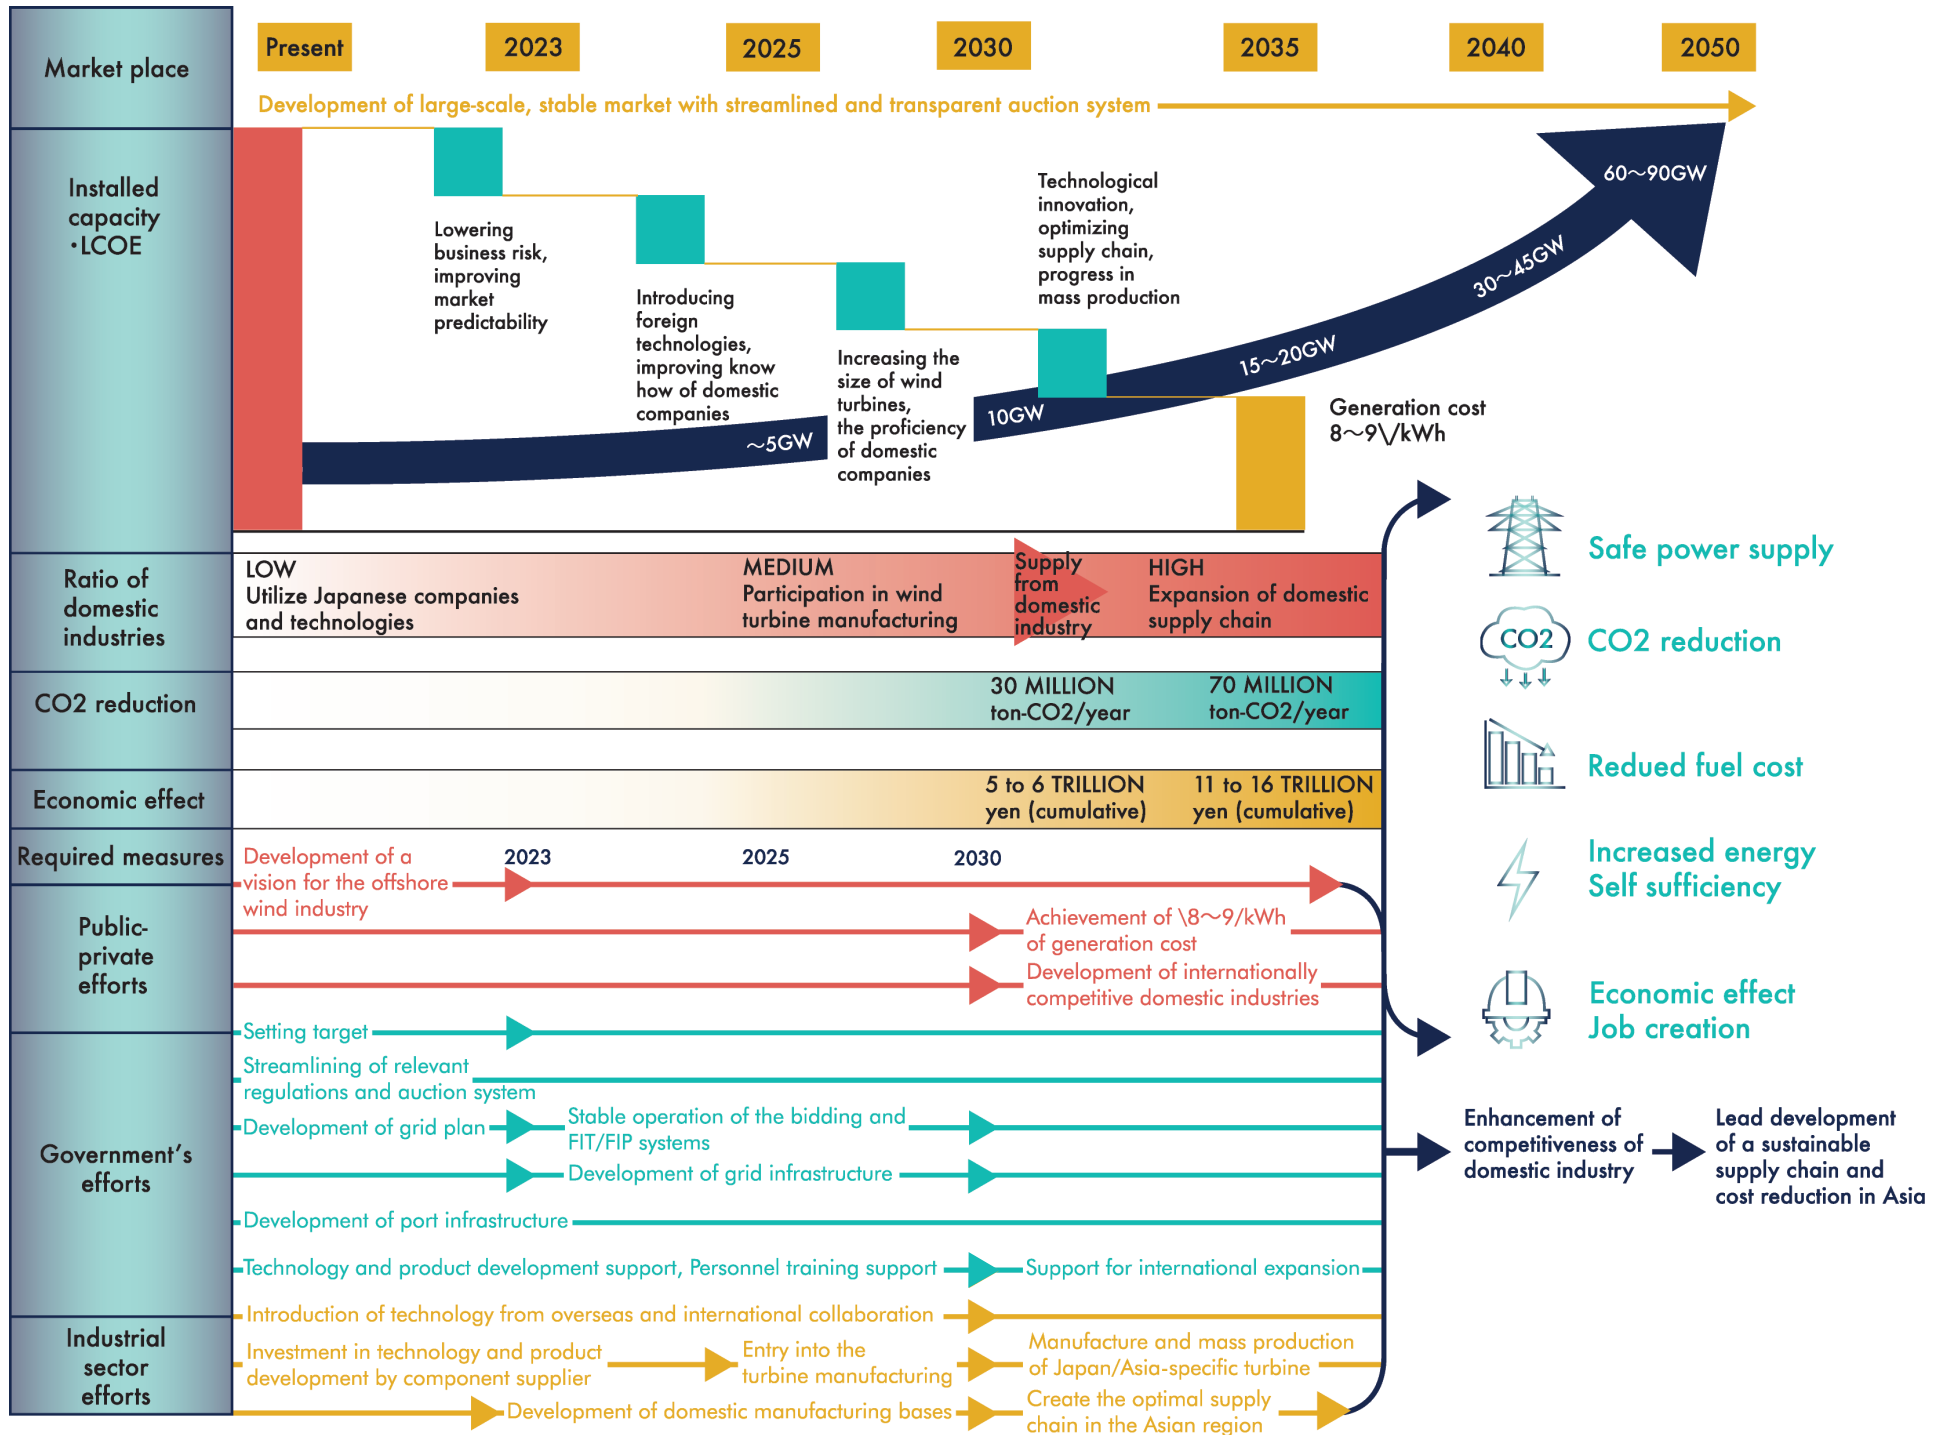 Market place
Present
2023
2025
2030
2035
2040
2050
Development of large-scale, stable market with streamlined and transparent auction system
Installed
capacity
・LCOE
Lowering
business risk,
improving
market
predictability
Introducing
foreign
technologies,
improving know
how of domestic
companies
Increasing the
size of wind
turbines,
the proficiency
of domestic
companies
Technological
innovation,
optimizing
supply chain,
progress in
mass production
～5GW
10GW
15～20GW
30～45GW
60～90GW
Generation cost
8～9\/kWh
Ratio of
domestic
industries
LOW
Utilize Japanese companies
and technologies
MEDIUM
Participation in wind
turbine manufacturing
Supply
from
domestic
industry
HIGH
Expansion of domestic
supply chain
CO2 reduction
30 MILLION
ton-CO2/year
70 MILLION
ton-CO2/year
Economic effect
5 to 6 TRILLION
yen (cumulative)
11 to 16 TRILLION
yen (cumulative)
Required measures
2023
2025
2030
Public-
private
efforts
Development of a
vision for the offshore
wind industry
Achievement of \8～9/kWh
of generation cost
Development of internationally
competitive domestic industries
Government’s
efforts
Setting target
Streamlining of relevant
regulations and auction system
Development of grid plan
Stable operation of the bidding and
FIT/FIP systems
Development of grid infrastructure
Development of port infrastructure
Technology and product development support, Personnel training support
Support for international expansion
Industrial
sector
efforts
Introduction of technology from overseas and international collaboration
Investment in technology and product
development by component supplier
Entry into the
turbine manufacturing
Manufacture and mass production
of Japan/Asia-specific turbine
Development of domestic manufacturing bases
Create the optimal supply
chain in the Asian region
Safe power supply
CO2
CO2 reduction
Redued fuel cost
Increased energy
Self sufficiency
Economic effect
Job creation
Enhancement of
competitiveness of
domestic industry
Lead development
of a sustainable
supply chain and
cost reduction in Asia